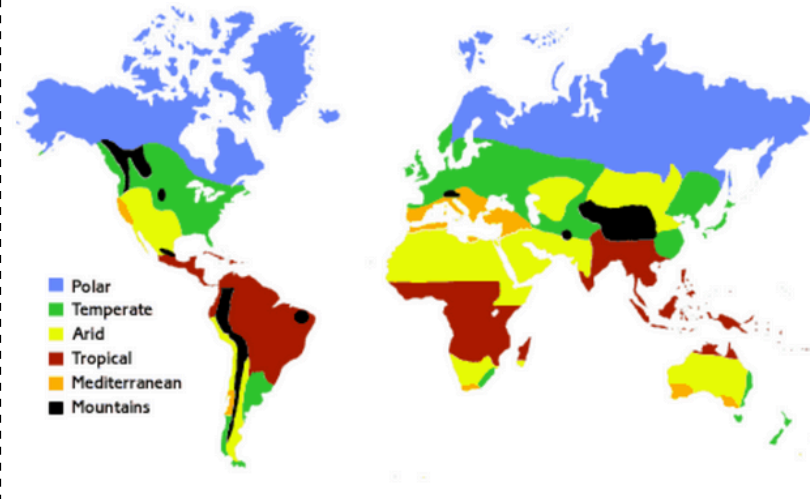 Polar
Temperate
Arid
Tropical
Mediterranean
Mountains